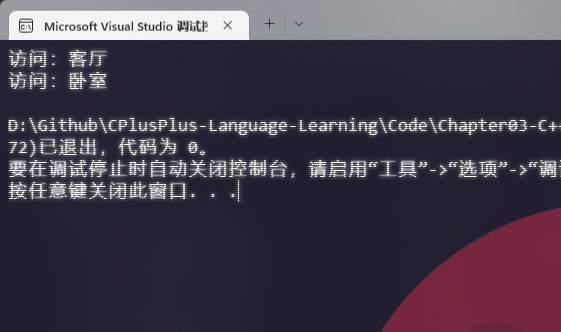 Microsoft Visual Studio 调试
访问: 客厅
访问: 卧室
D:\Github\CPlusPlus-Language-Learning\Code\Chapter03-C+
72)已退出，代码为 0。
要在调试停止时自动关闭控制台，请启用“工具”->“选项”->“调
按任意键关闭此窗口. . .